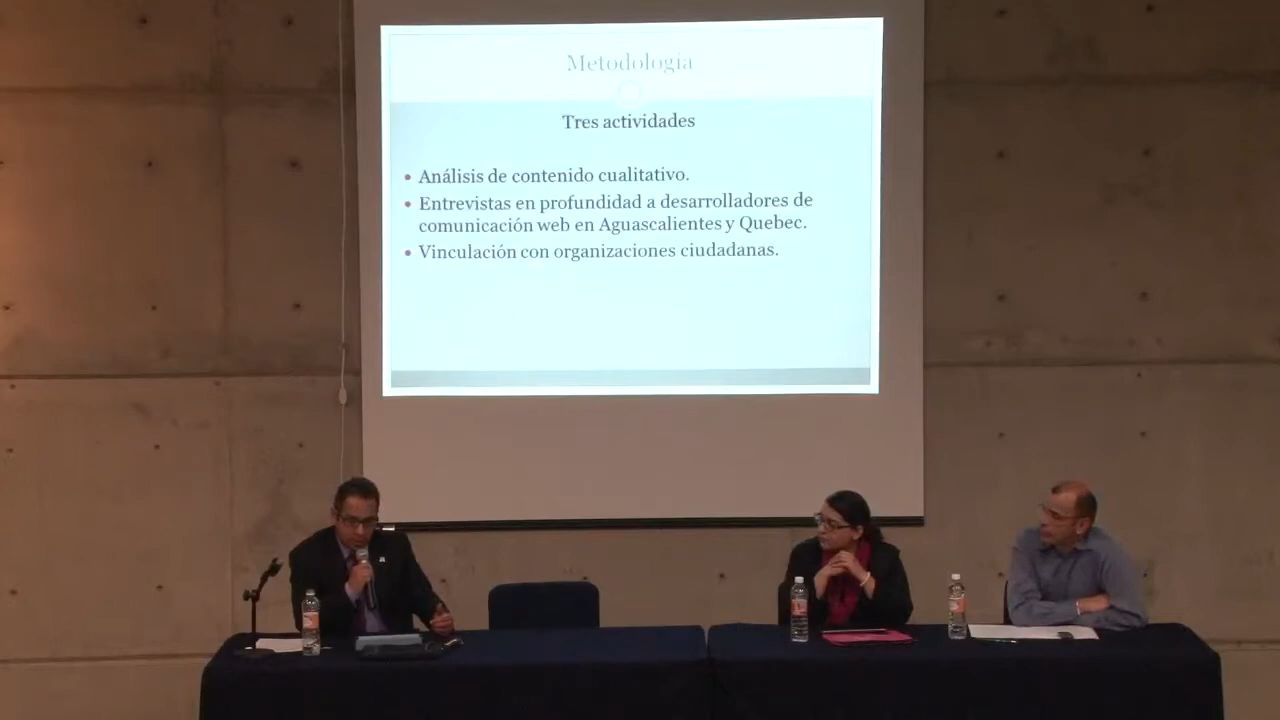 Metodología
Tres actividades
• Análisis de contenido cualitativo.
• Entrevistas en profundidad a desarrolladores de
comunicación web en Aguascalientes y Quebec.
• Vinculación con organizaciones ciudadanas.